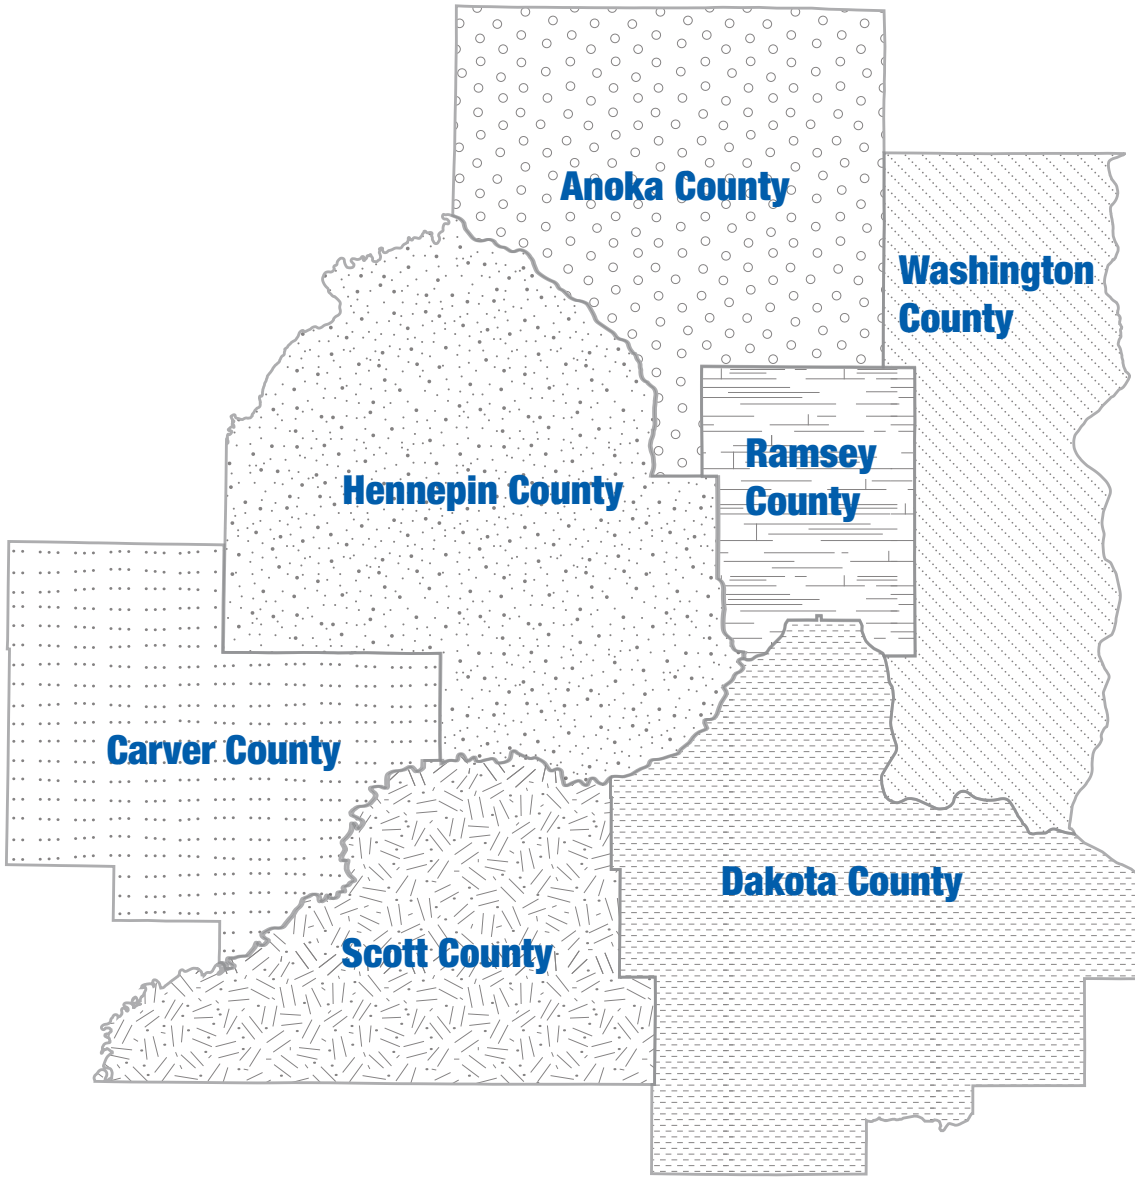 Anoka County
Washington
County
Ramsey
County
Hennepin County
Carver County
Dakota County
Scott County